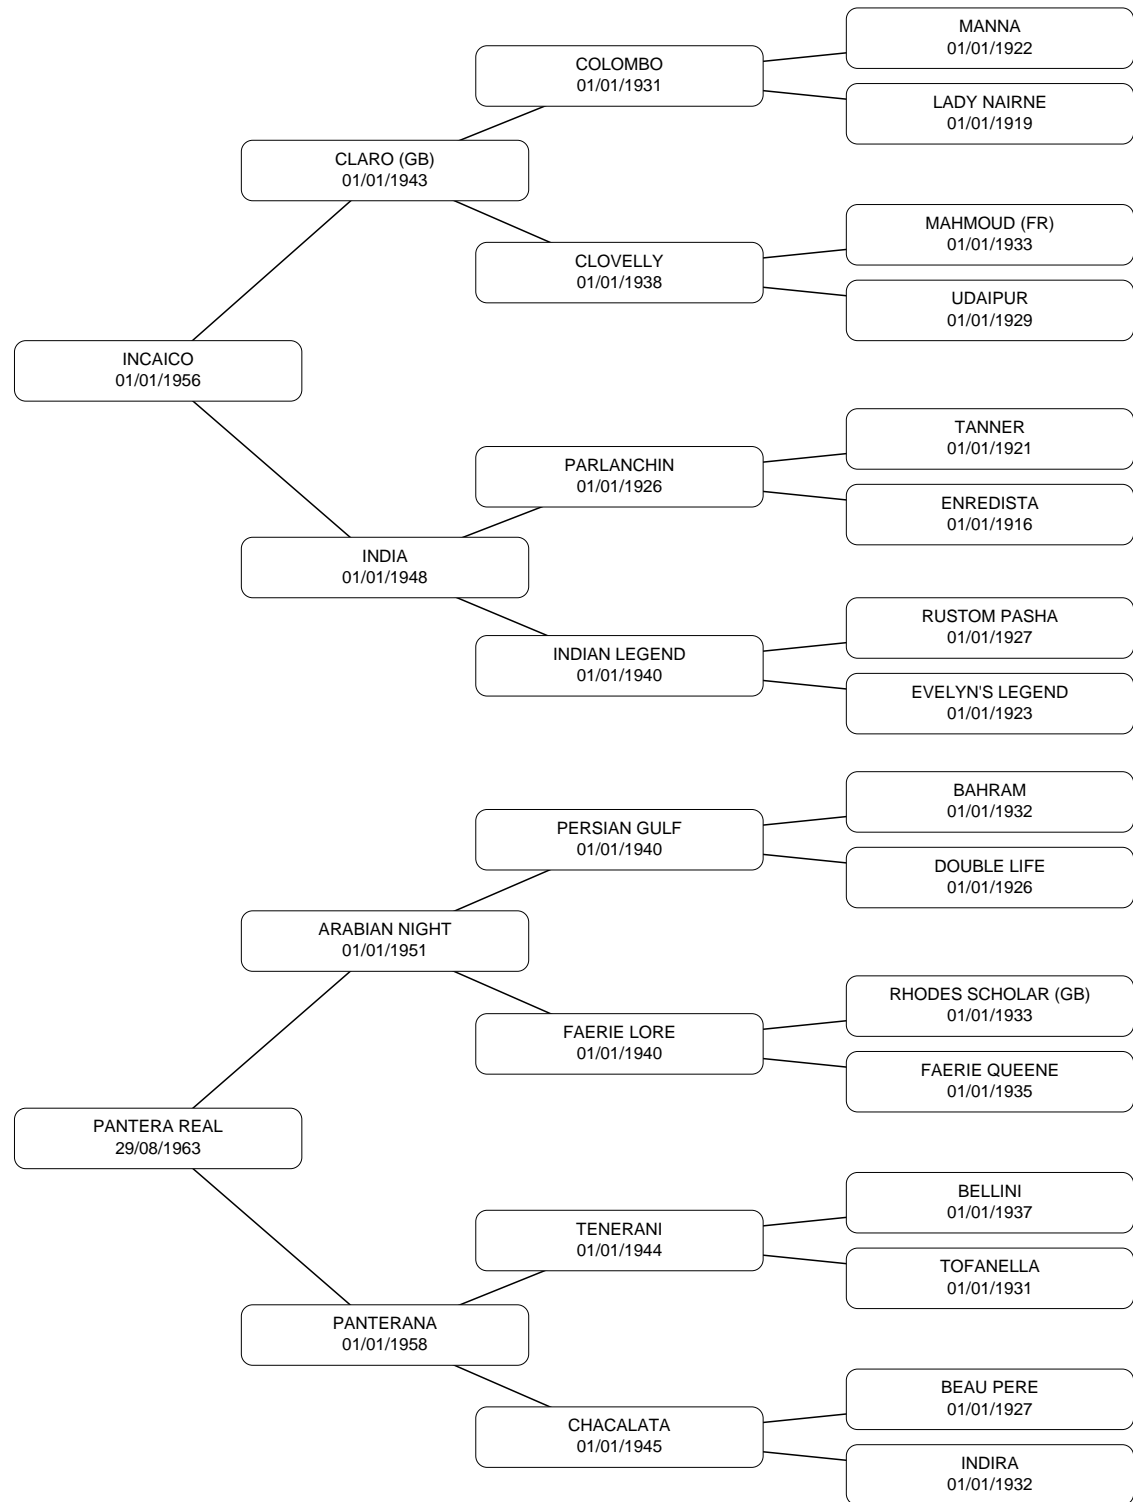 MANNA
01/01/1922
COLOMBO
01/01/1931
LADY NAIRNE
01/01/1919
CLARO (GB)
01/01/1943
MAHMOUD (FR)
01/01/1933
CLOVELLY
01/01/1938
UDAIPUR
01/01/1929
INCAICO
01/01/1956
TANNER
01/01/1921
PARLANCHIN
01/01/1926
ENREDISTA
01/01/1916
INDIA
01/01/1948
RUSTOM PASHA
01/01/1927
INDIAN LEGEND
01/01/1940
EVELYN'S LEGEND
01/01/1923
BAHRAM
01/01/1932
PERSIAN GULF
01/01/1940
DOUBLE LIFE
01/01/1926
ARABIAN NIGHT
01/01/1951
RHODES SCHOLAR (GB)
01/01/1933
FAERIE LORE
01/01/1940
FAERIE QUEENE
01/01/1935
PANTERA REAL
29/08/1963
BELLINI
01/01/1937
TENERANI
01/01/1944
TOFANELLA
01/01/1931
PANTERANA
01/01/1958
BEAU PERE
01/01/1927
CHACALATA
01/01/1945
INDIRA
01/01/1932